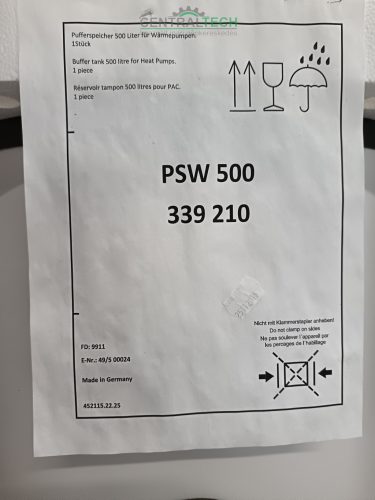 CENTRALTECH
Pufferspeicher 500 Liter für Wärmepumpen.
1Stück
Buffer tank 500 litre for Heat Pumps.
1 piece
Réservoir tampon 500 litres pour PAC.
1 piece
PSW 500
339 210
Nicht mit Klammerstapler anheben!
Do not clamp on sides
Ne pas soulever l'appareil par
les percages de l'habillage
FD: 9911
E-Nr.: 49/5 00024
Made in Germany
452115.22.25